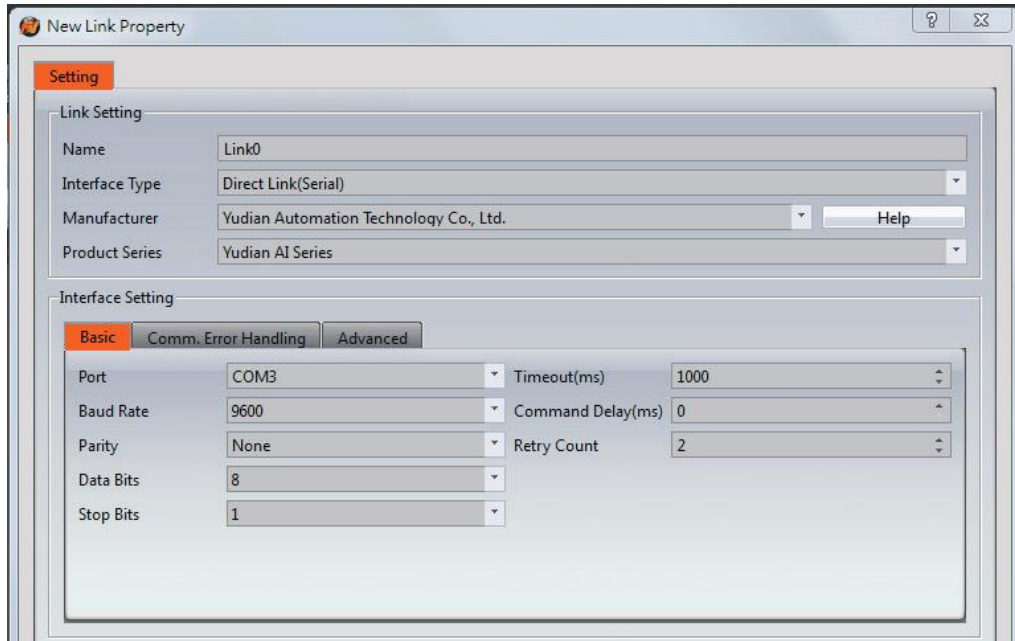 New Link Property
Setting
Link Setting
Name Link0
Interface Type Direct Link(Serial)
Manufacturer Yudian Automation Technology Co., Ltd. Help
Product Series Yudian AI Series
Interface Setting
Basic Comm. Error Handling Advanced
Port COM3 Timeout(ms) 1000
Baud Rate 9600 Command Delay(ms) 0
Parity None Retry Count 2
Data Bits 8
Stop Bits 1